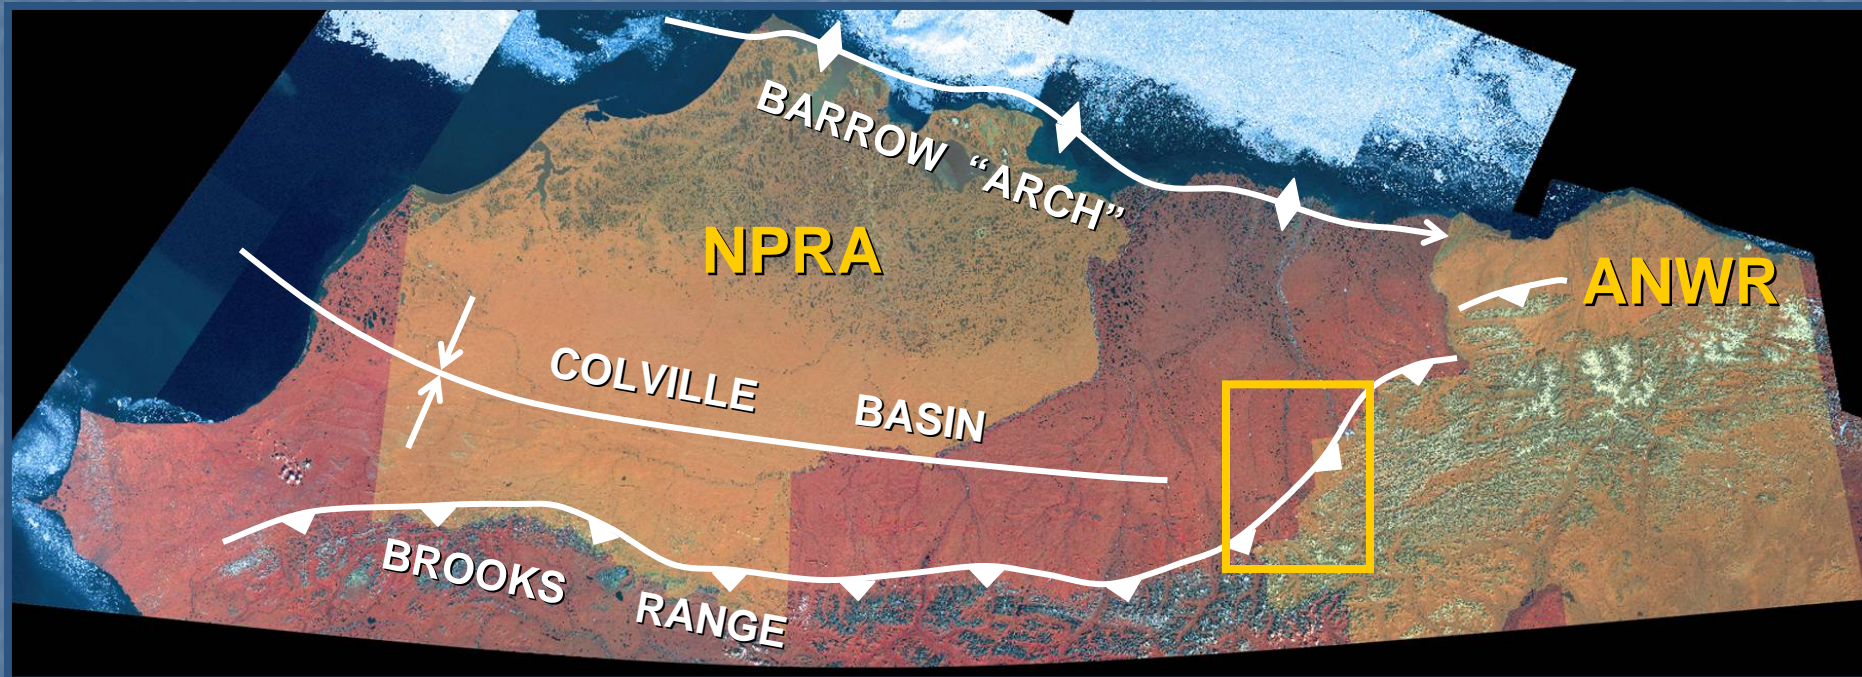 BARROW “ARCH”
NPRA
ANWR
COLVILLE BASIN
BROOKS RANGE